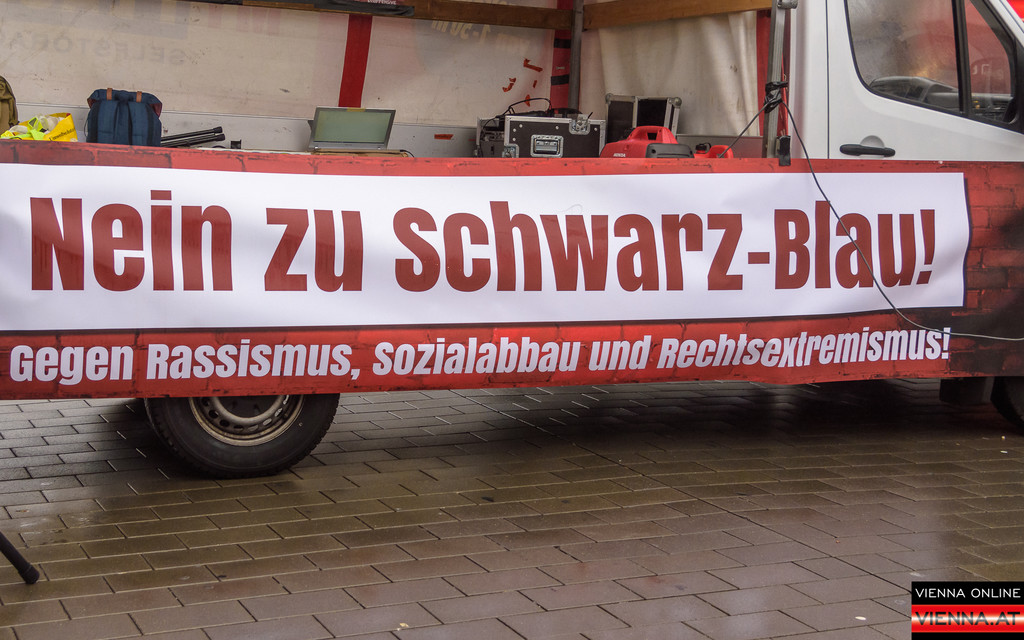 Nein zu Schwarz-Blau!
Gegen Rassismus, Sozialabbau und Rechtsextremismus!
VIENNA ONLINE
VIENNA.AT